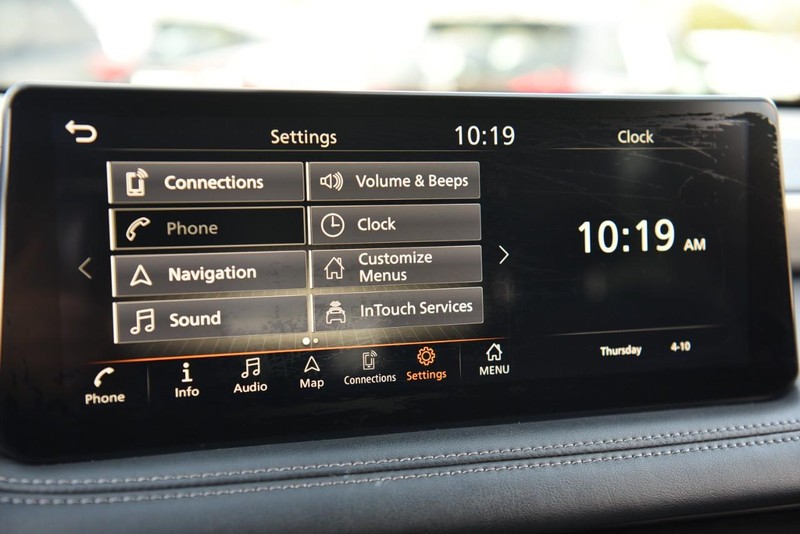 Settings
10:19
Clock
Connections
Volume & Beeps
Phone
Clock
Navigation
Customize
Menus
Sound
InTouch Services
10:19 AM
Thursday 4-10
Phone
Info
Audio
Map
Connections
Settings
MENU